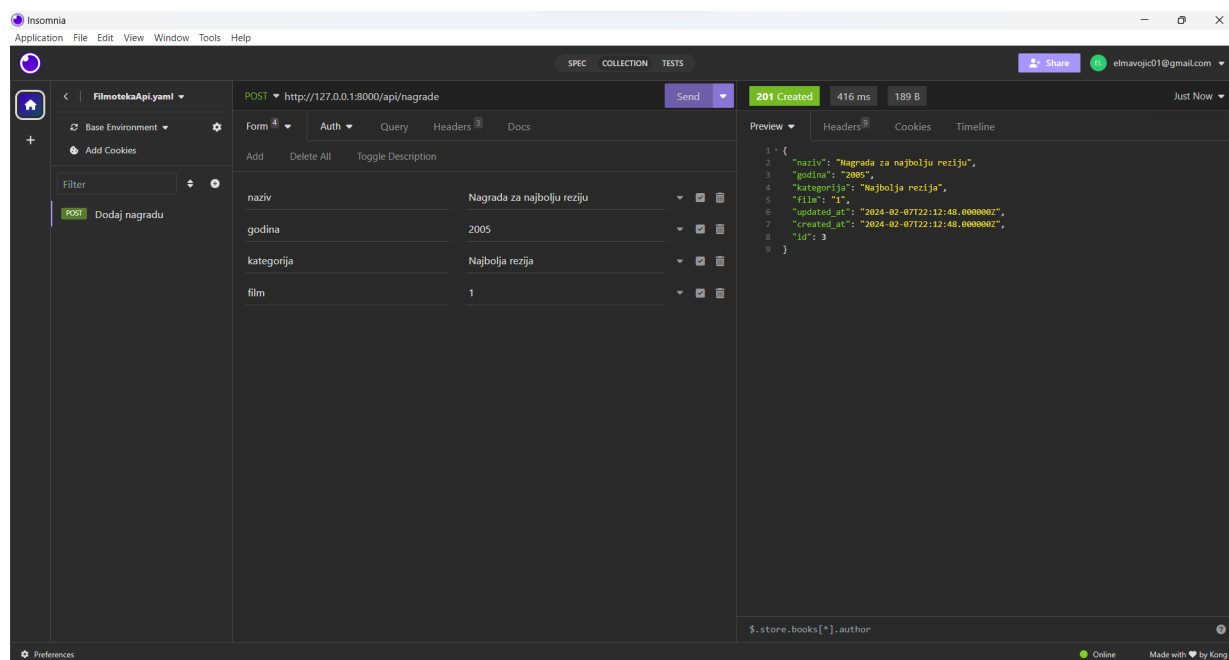 Insomnia
Application File Edit View Window Tools Help
SPEC COLLECTION TESTS
Share
EL
elmavojic01@gmail.com
FilmotekaApi.yaml
Base Environment
Add Cookies
Filter
POST Dodaj nagradu
POST http://127.0.0.1:8000/api/nagrade
Send
Form 4 Auth Query Headers 3 Docs
Add Delete All Toggle Description
naziv Nagrada za najbolju reziju
godina 2005
kategorija Najbolja rezija
film 1
201 Created 416 ms 189 B
Just Now
Preview Headers 9 Cookies Timeline
1 {
2 "naziv": "Nagrada za najbolju reziju",
3 "godina": "2005",
4 "kategorija": "Najbolja rezija",
5 "film": "1",
6 "updated_at": "2024-02-07T22:12:48.000000Z",
7 "created_at": "2024-02-07T22:12:48.000000Z",
8 "id": 3
9 }
$.store.books[*].author
Preferences
Online
Made with ♥ by Kong